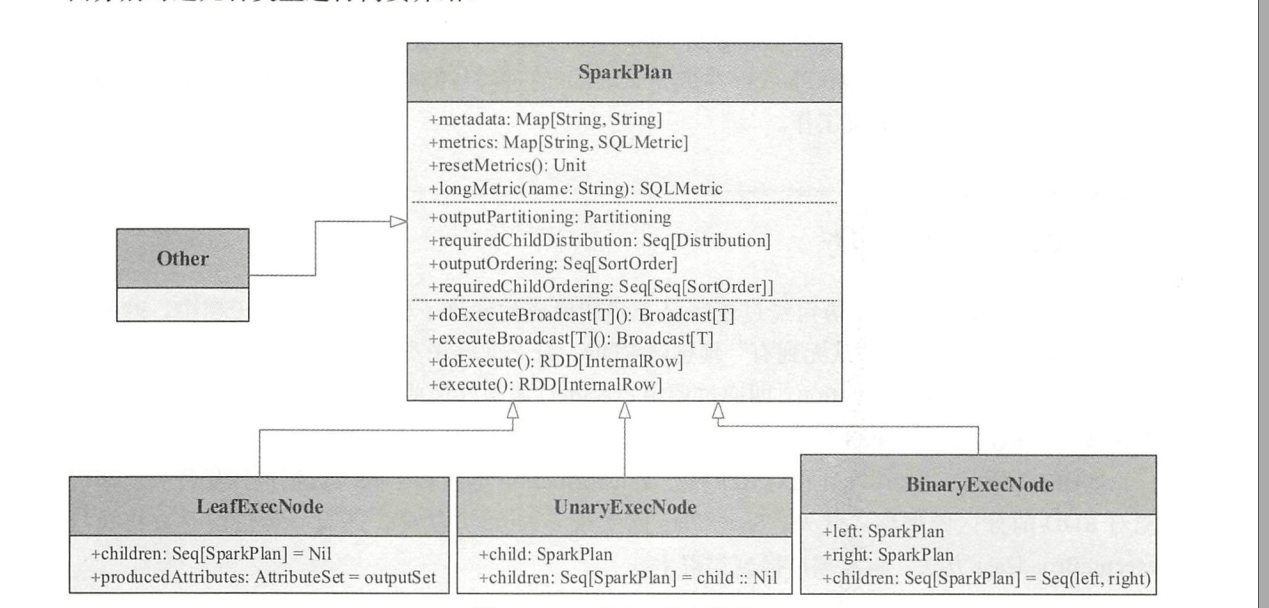 SparkPlan
+metadata: Map[String, String]
+metrics: Map[String, SQLMetric]
+resetMetrics(): Unit
+longMetric(name: String): SQLMetric
+outputPartitioning: Partitioning
+requiredChildDistribution: Seq[Distribution]
+outputOrdering: Seq[SortOrder]
+requiredChildOrdering: Seq[Seq[SortOrder]]
+doExecuteBroadcast[T](): Broadcast[T]
+executeBroadcast[T](): Broadcast[T]
+doExecute(): RDD[InternalRow]
+execute(): RDD[InternalRow]
Other
LeafExecNode
+children: Seq[SparkPlan] = Nil
+producedAttributes: AttributeSet = outputSet
UnaryExecNode
+child: SparkPlan
+children: Seq[SparkPlan] = child :: Nil
BinaryExecNode
+left: SparkPlan
+right: SparkPlan
+children: Seq[SparkPlan] = Seq(left, right)